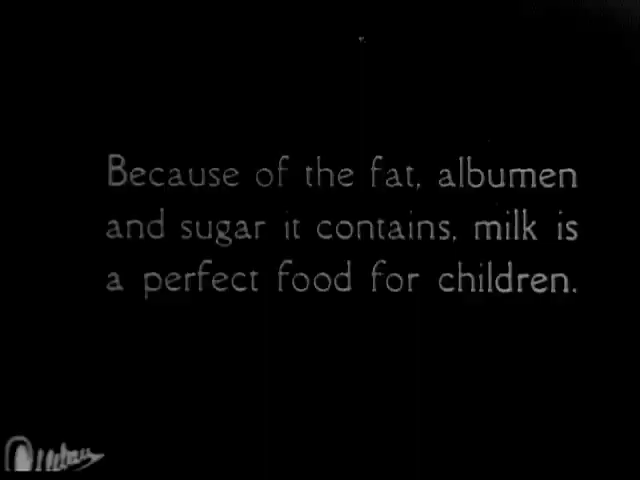 Because of the fat, albumen
and sugar it contains, milk is
a perfect food for children.